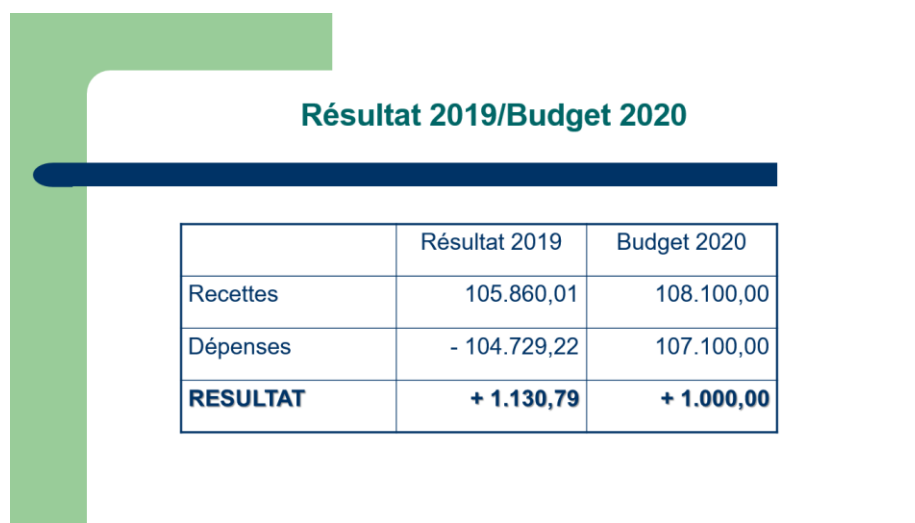 Résultat 2019/Budget 2020
Résultat 2019 Budget 2020
Recettes 105.860,01 108.100,00
Dépenses - 104.729,22 107.100,00
RESULTAT + 1.130,79 + 1.000,00